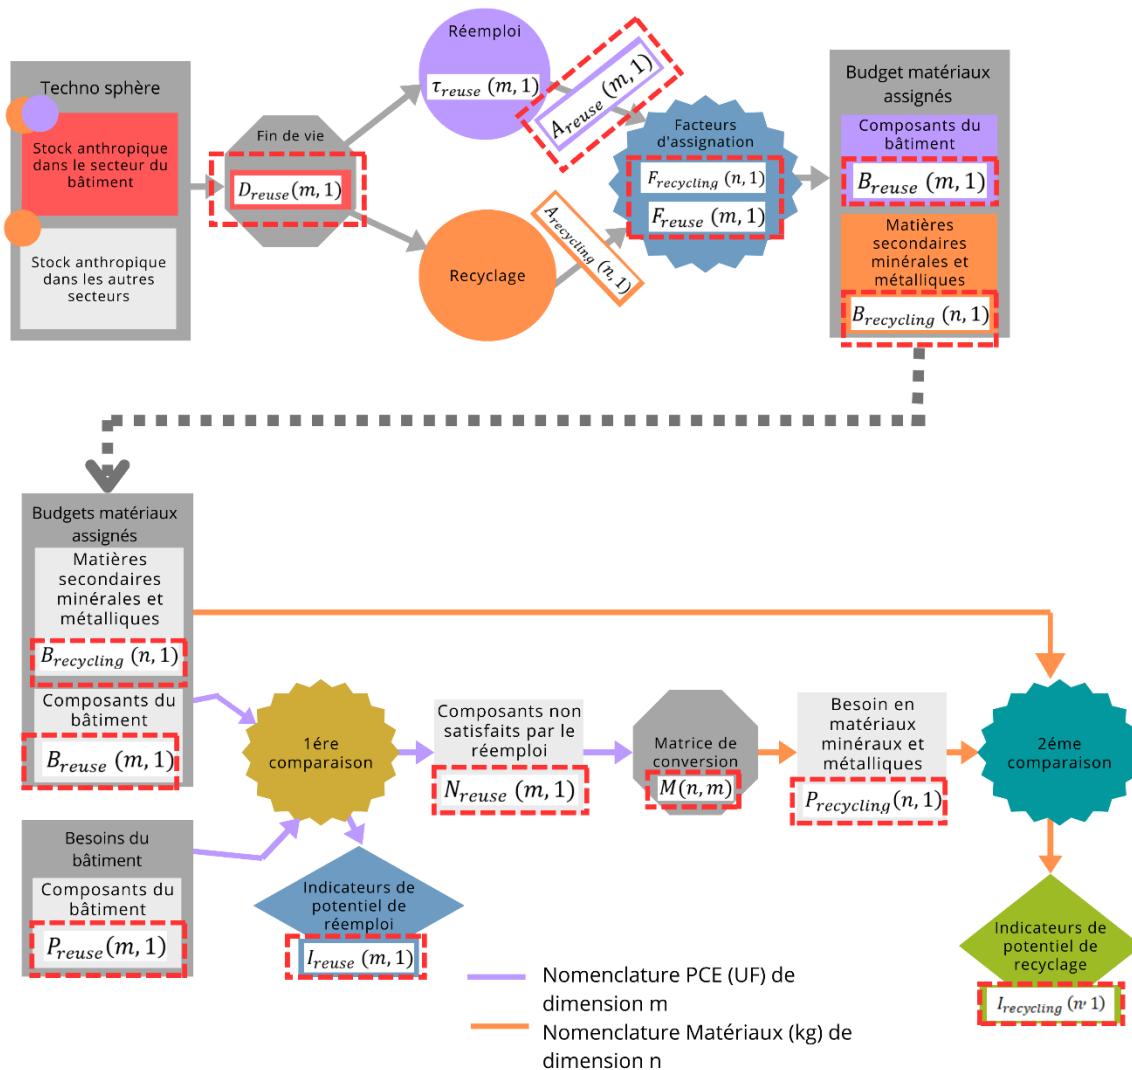 Techno sphère
Stock anthropique
dans le secteur du
bâtiment
Stock anthropique
dans les autres
secteurs
Fin de vie
D_reuse(m, 1)
Réemploi
τ_reuse (m, 1)
A_reuse (m, 1)
Recyclage
A_recycling (n, 1)
Facteurs
d'assignation
F_recycling (n, 1)
F_reuse (m, 1)
Budget matériaux
assignés
Composants du
bâtiment
B_reuse (m, 1)
Matières
secondaires
minérales et
métalliques
B_recycling (n, 1)
Budgets matériaux
assignés
Matières
secondaires
minérales et
métalliques
B_recycling (n, 1)
Composants du
bâtiment
B_reuse (m, 1)
Besoins du
bâtiment
Composants du
bâtiment
P_reuse(m, 1)
1ére
comparaison
Indicateurs de
potentiel de
réemploi
I_reuse (m, 1)
Composants non
satisfaits par le
réemploi
N_reuse (m, 1)
Matrice de
conversion
M(n, m)
Besoin en
matériaux
minéraux et
métalliques
P_recycling(n, 1)
2éme
comparaison
Indicateurs de
potentiel de
recyclage
I_recycling (n, 1)
Nomenclature PCE (UF) de
dimension m
Nomenclature Matériaux (kg) de
dimension n